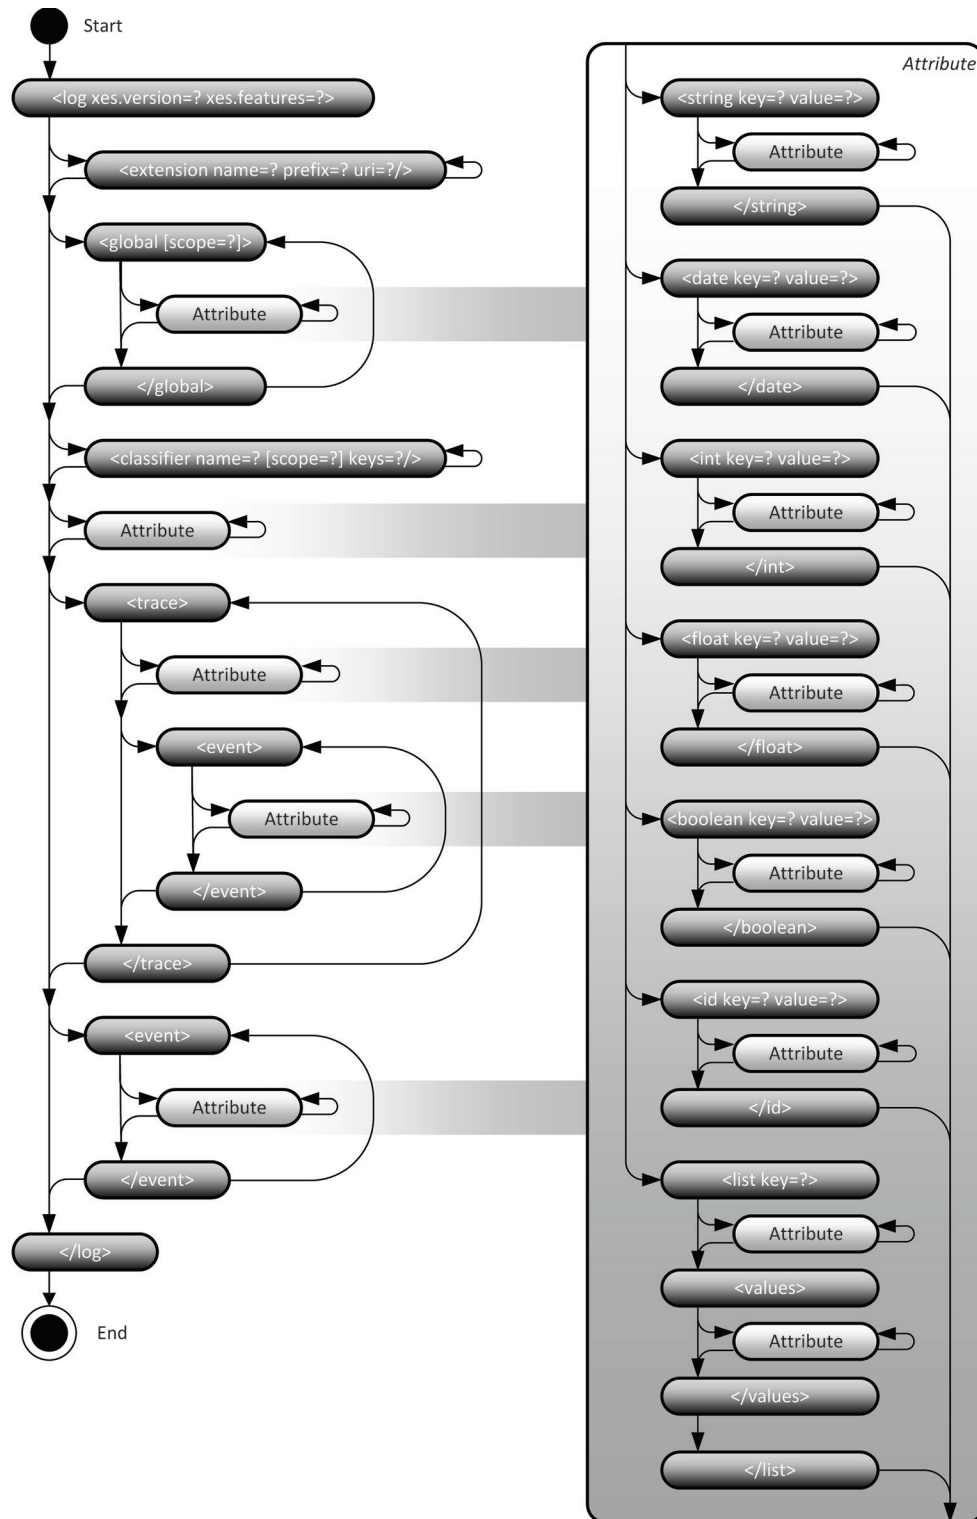 Start
<log xes.version=? xes.features=?>
<extension name=? prefix=? uri=?/>
<global [scope=?]>
Attribute
</global>
<classifier name=? [scope=?] keys=?/>
Attribute
<trace>
Attribute
<event>
Attribute
</event>
</trace>
<event>
Attribute
</event>
</log>
End
Attribute
<string key=? value=?>
Attribute
</string>
<date key=? value=?>
Attribute
</date>
<int key=? value=?>
Attribute
</int>
<float key=? value=?>
Attribute
</float>
<boolean key=? value=?>
Attribute
</boolean>
<id key=? value=?>
Attribute
</id>
<list key=?>
Attribute
<values>
Attribute
</values>
</list>